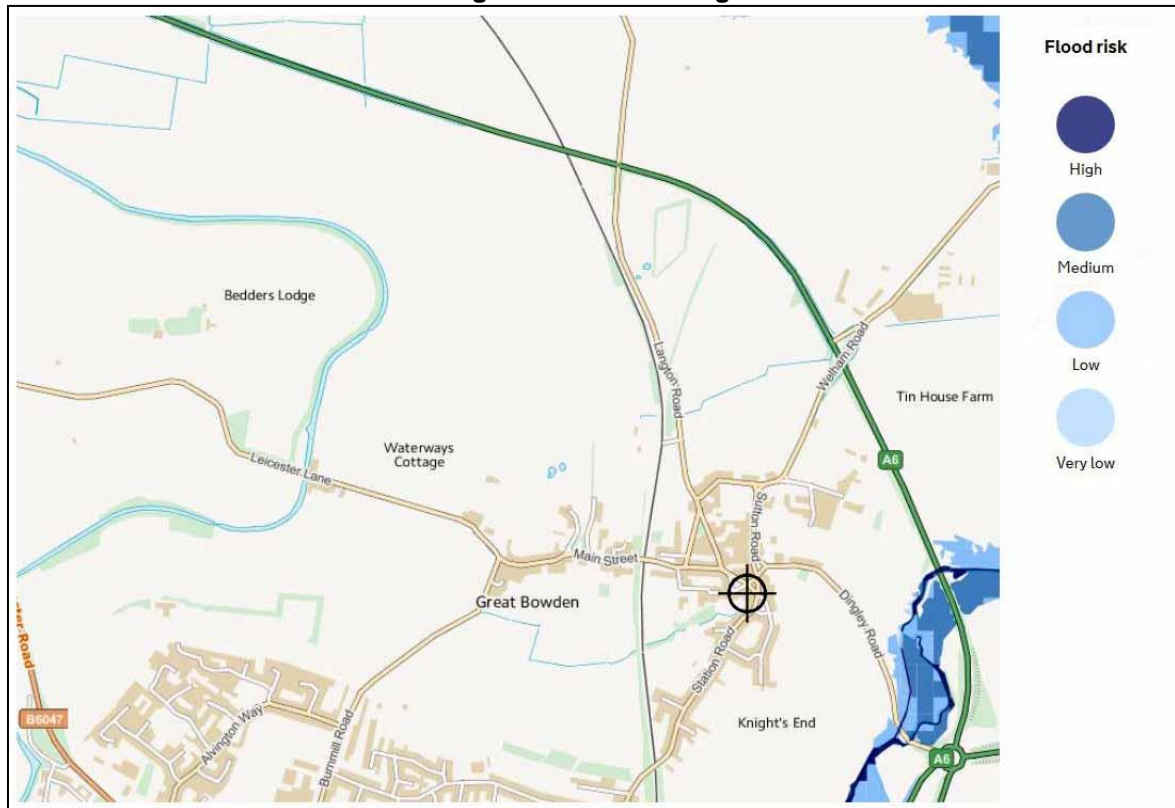 Flood risk
High
Medium
Low
Very low
Bedders Lodge
Langton Road
Welham Road
Tin House Farm
A6
Waterways
Cottage
Leicester Lane
Sutton Road
Main Street
Great Bowden
Dingley Road
Station Road
Knight's End
ster Road
B6047
Alvington Way
Burnmill Road
A6